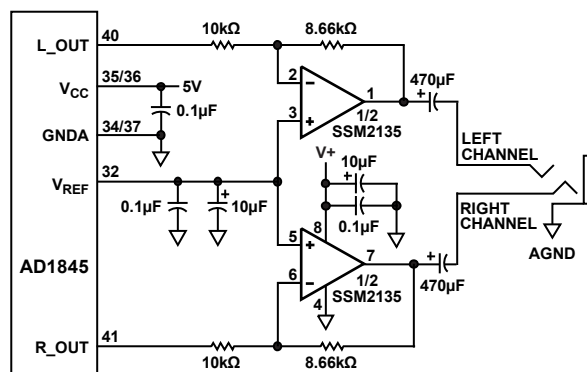 L_OUT 40 10kΩ 8.66kΩ
VCC 35/36 5V
0.1µF
GNDA 34/37
2 − 1 470µF +
3 +
1/2
SSM2135
VREF 32
0.1µF + 10µF
V+
+ 10µF
0.1µF
LEFT
CHANNEL
RIGHT
CHANNEL
AGND
AD1845
8
5 + 7 +
6 −
4
1/2
SSM2135
470µF
R_OUT 41 10kΩ 8.66kΩ